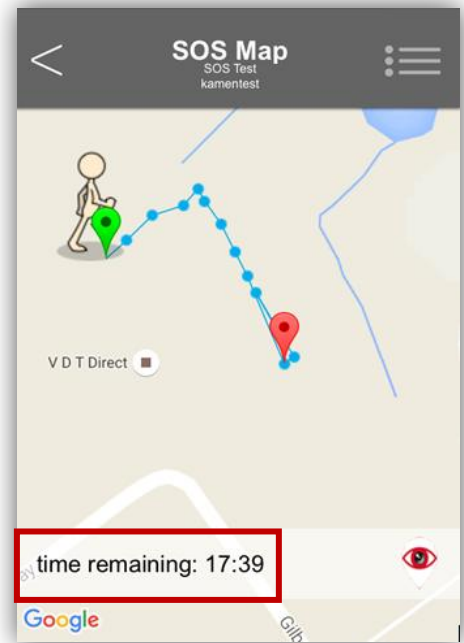 SOS Map
SOS Test
kamentest
V D T Direct
time remaining: 17:39
Google